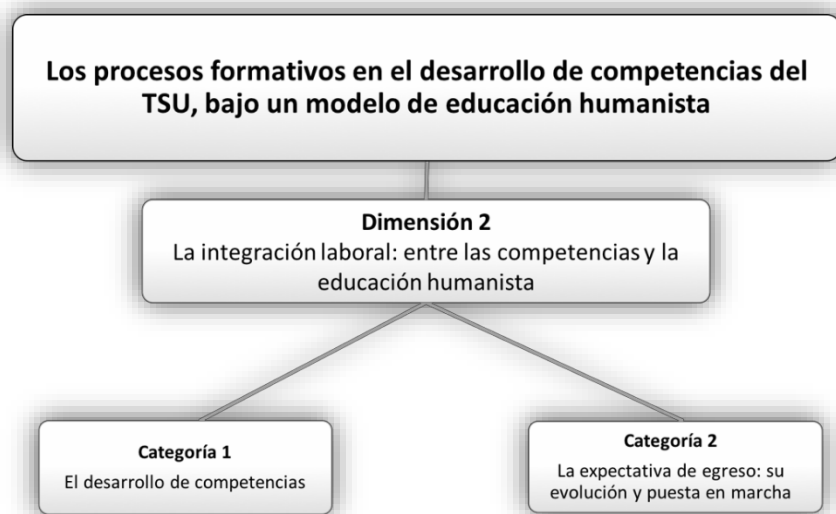 Los procesos formativos en el desarrollo de competencias del
TSU, bajo un modelo de educación humanista
Dimensión 2
La integración laboral: entre las competencias y la
educación humanista
Categoría 1
El desarrollo de competencias
Categoría 2
La expectativa de egreso: su
evolución y puesta en marcha